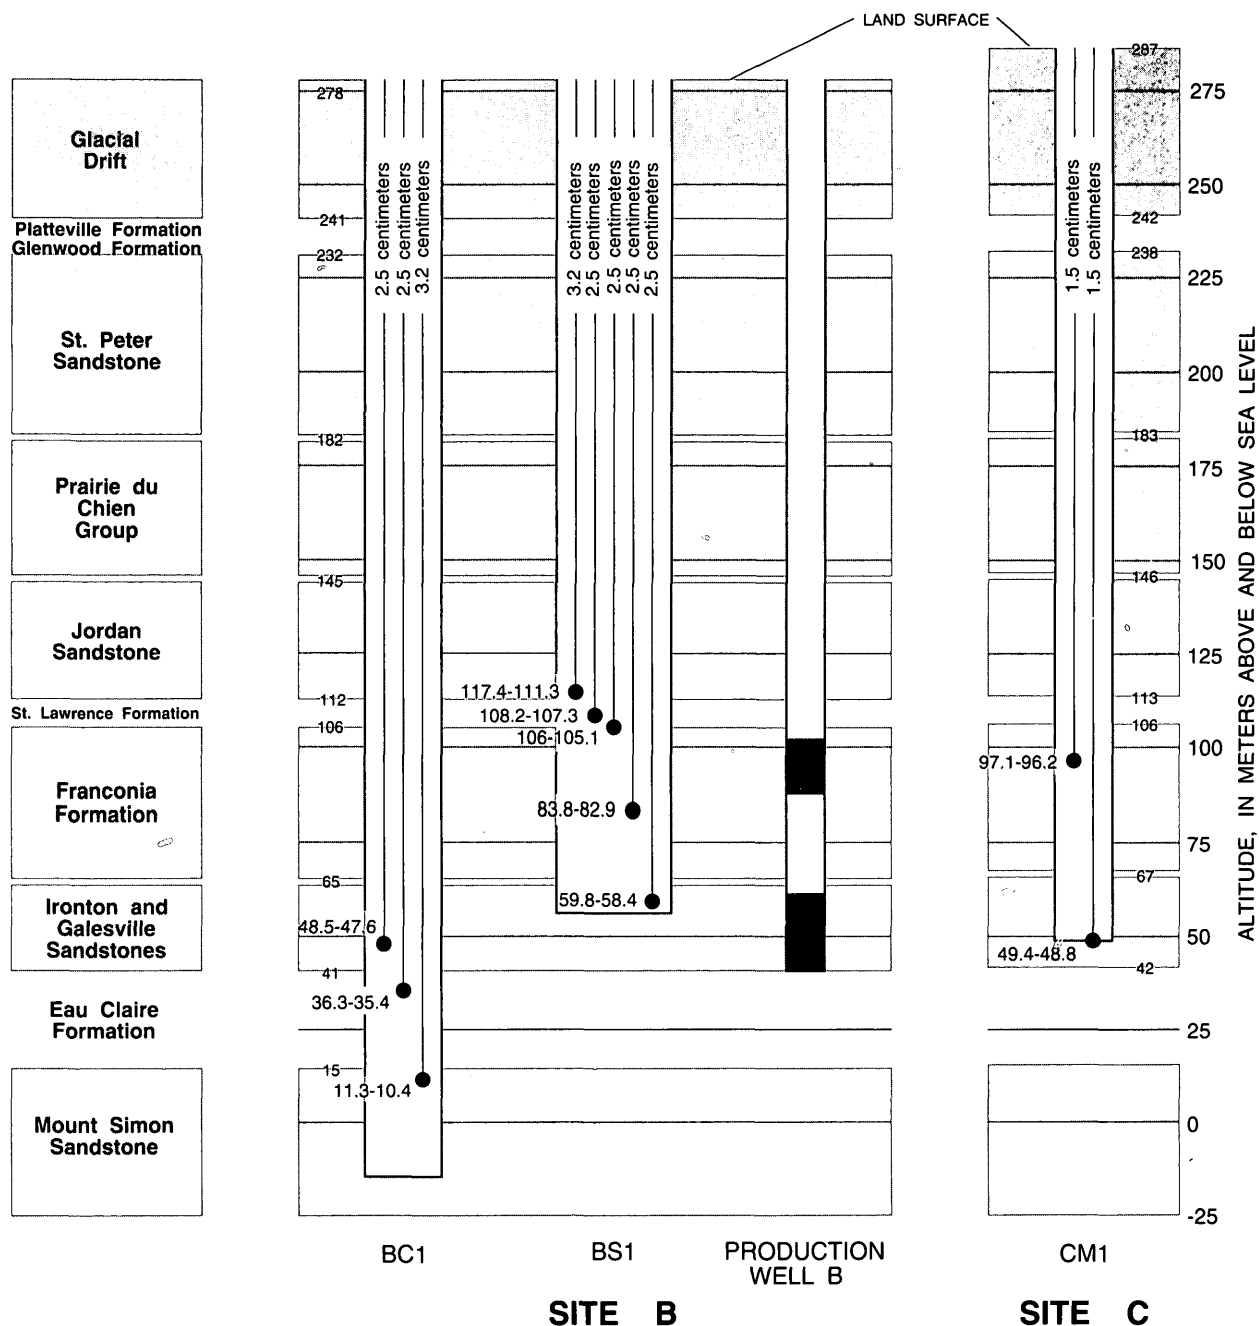 LAND SURFACE
Glacial
Drift
Platteville Formation
Glenwood Formation
St. Peter
Sandstone
Prairie du
Chien
Group
Jordan
Sandstone
St. Lawrence Formation
Franconia
Formation
Ironton and
Galesville
Sandstones
Eau Claire
Formation
Mount Simon
Sandstone
278
241
232
182
145
112
106
65
41
15
2.5 centimeters
2.5 centimeters
3.2 centimeters
48.5-47.6
36.3-35.4
11.3-10.4
3.2 centimeters
2.5 centimeters
2.5 centimeters
2.5 centimeters
2.5 centimeters
117.4-111.3
108.2-107.3
106-105.1
83.8-82.9
59.8-58.4
1.5 centimeters
1.5 centimeters
97.1-96.2
49.4-48.8
287
242
238
183
146
113
106
67
42
275
250
225
200
175
150
125
100
75
50
25
0
-25
ALTITUDE, IN METERS ABOVE AND BELOW SEA LEVEL
BC1
BS1
PRODUCTION
WELL B
CM1
SITE B
SITE C